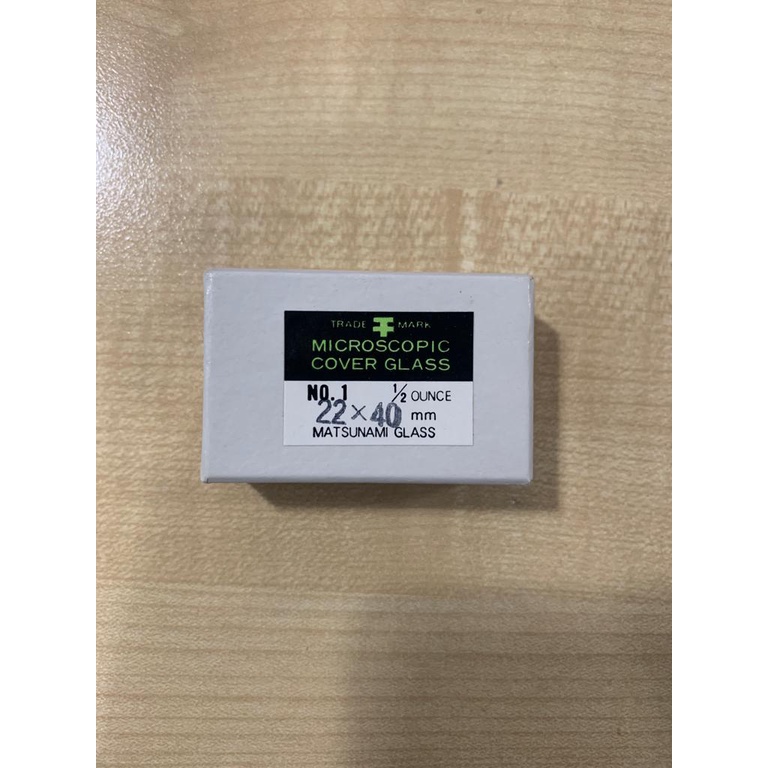 TRADE MARK
MICROSCOPIC
COVER GLASS
NO. 1 1/2 OUNCE
22 × 40 mm
MATSUNAMI GLASS